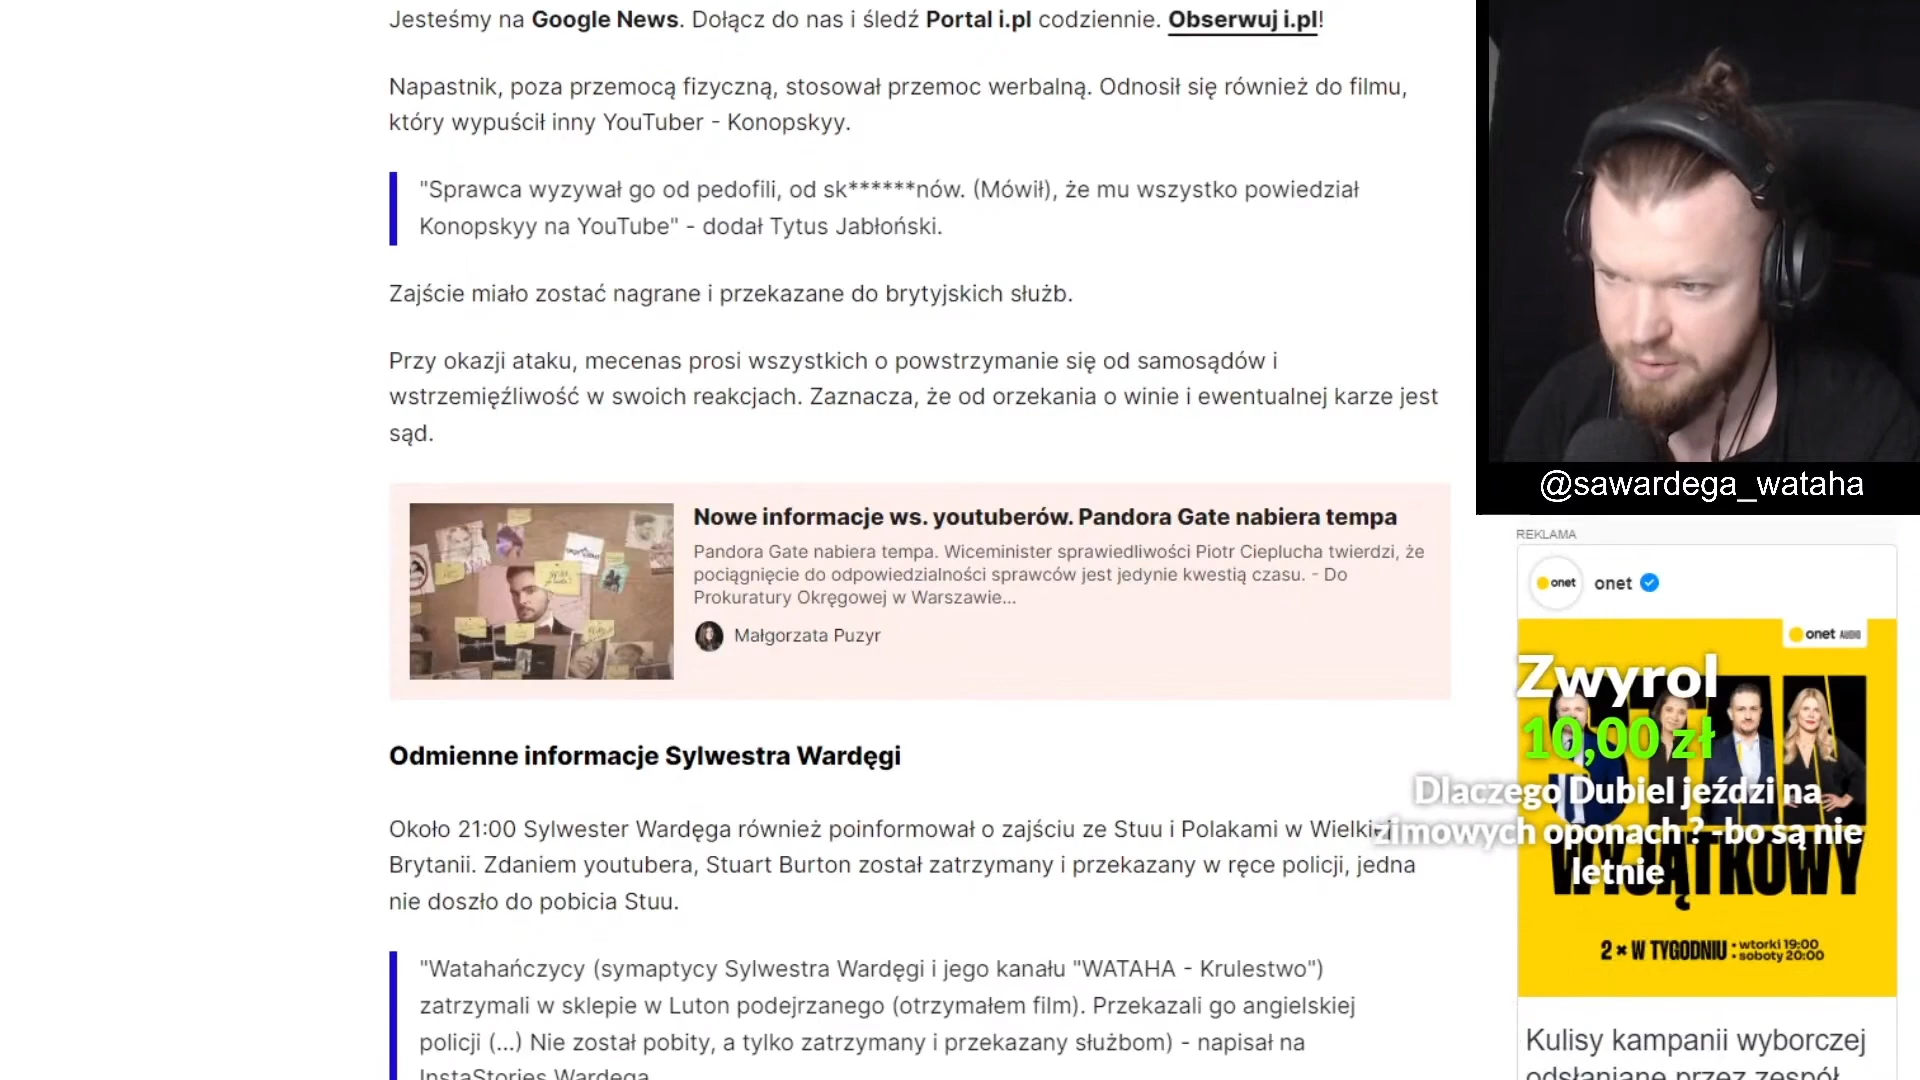 Jesteśmy na Google News. Dołącz do nas i śledź Portal i.pl codziennie. Obserwuj i.pl!
Napastnik, poza przemocą fizyczną, stosował przemoc werbalną. Odnosił się również do filmu,
który wypuścił inny YouTuber - Konopskyy.
"Sprawca wyzywał go od pedofili, od sk******nów. (Mówił), że mu wszystko powiedział
Konopskyy na YouTube" - dodał Tytus Jabłoński.
Zajście miało zostać nagrane i przekazane do brytyjskich służb.
Przy okazji ataku, mecenas prosi wszystkich o powstrzymanie się od samosądów i
wstrzemięźliwość w swoich reakcjach. Zaznacza, że od orzekania o winie i ewentualnej karze jest
sąd.
Nowe informacje ws. youtuberów. Pandora Gate nabiera tempa
Pandora Gate nabiera tempa. Wiceminister sprawiedliwości Piotr Cieplucha twierdzi, że
pociągnięcie do odpowiedzialności sprawców jest jedynie kwestią czasu. - Do
Prokuratury Okręgowej w Warszawie...
Małgorzata Puzyr
Odmienne informacje Sylwestra Wardęgi
Około 21:00 Sylwester Wardęga również poinformował o zajściu ze Stuu i Polakami w Wielkiej
Brytanii. Zdaniem youtubera, Stuart Burton został zatrzymany i przekazany w ręce policji, jedna
nie doszło do pobicia Stuu.
"Watahańczycy (symaptycy Sylwestra Wardęgi i jego kanału "WATAHA - Krulestwo")
zatrzymali w sklepie w Luton podejrzanego (otrzymałem film). Przekazali go angielskiej
policji (...) Nie został pobity, a tylko zatrzymany i przekazany służbom) - napisał na
InstaStories Wardęga
@sawardega_wataha
REKLAMA
onet
onet
onet AUDIO
Zwyrol
10,00 zł
Dlaczego Dubiel jeździ na
zimowych oponach ? -bo są nie
letnie
STAN
WYJĄTKOWY
2 x W TYGODNIU • wtorki 19:00
• soboty 20:00
Kulisy kampanii wyborczej
odsłaniane przez zespół